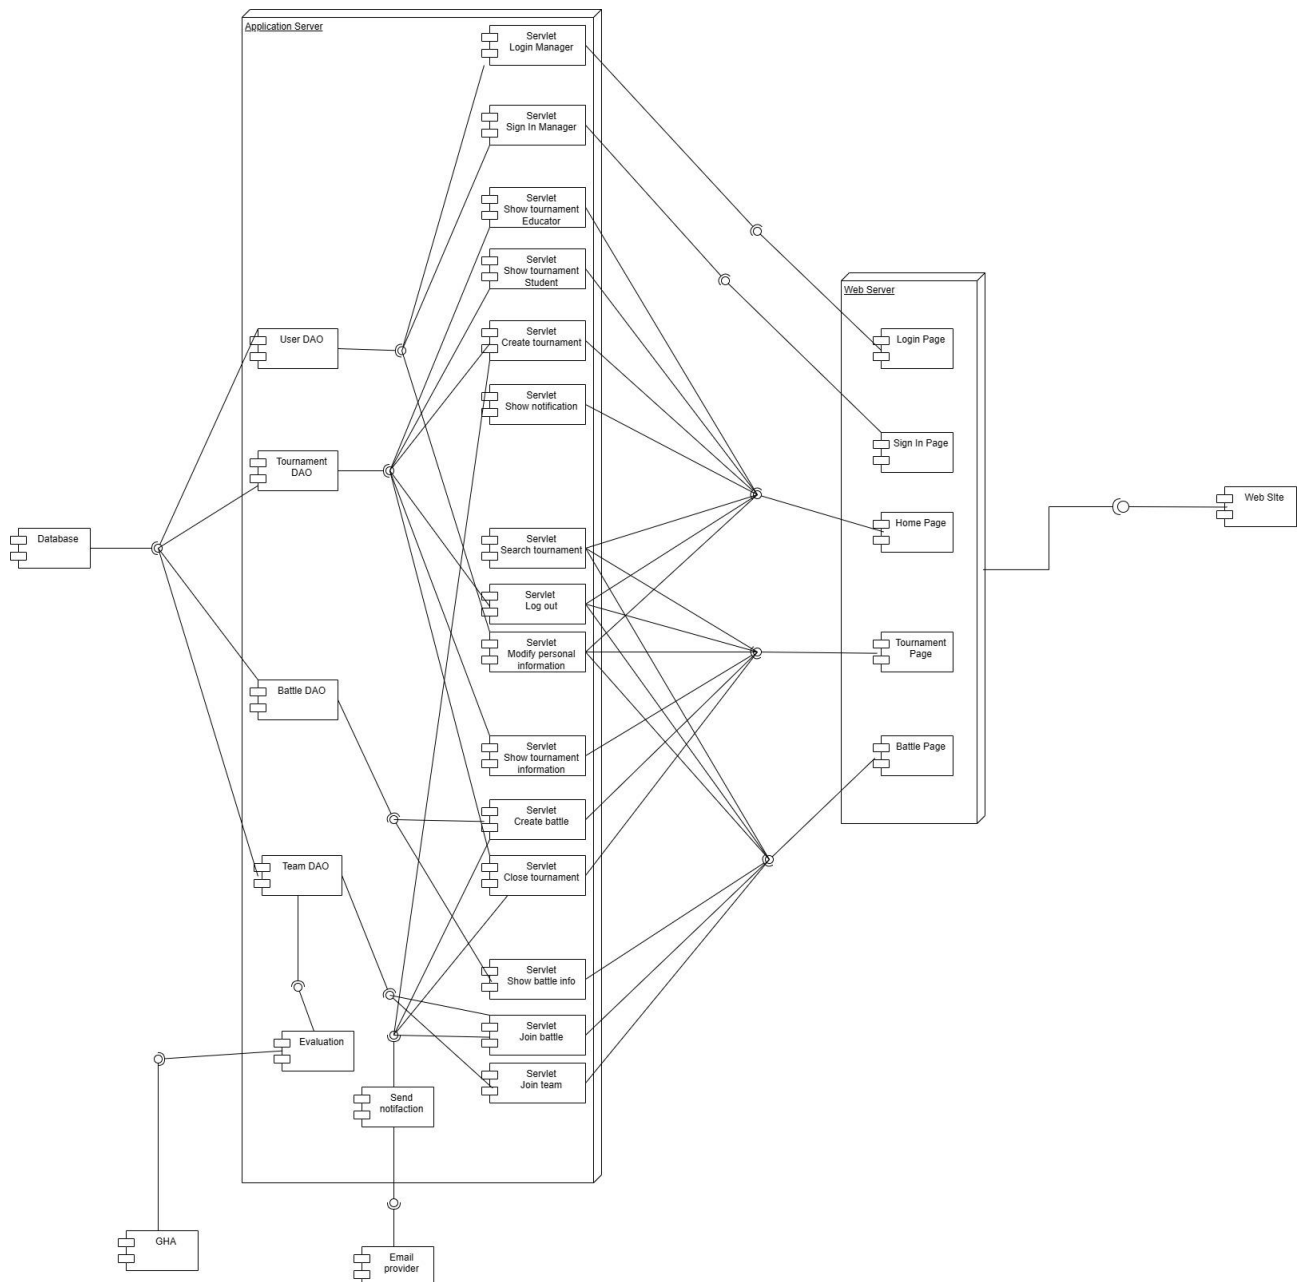 Application Server
Servlet
Login Manager
Servlet
Sign In Manager
Servlet
Show tournament
Educator
Servlet
Show tournament
Student
Servlet
Create tournament
Servlet
Show notification
Servlet
Search tournament
Servlet
Log out
Servlet
Modify personal
information
Servlet
Show tournament
information
Servlet
Create battle
Servlet
Close tournament
Servlet
Show battle info
Servlet
Join battle
Servlet
Join team
User DAO
Tournament
DAO
Battle DAO
Team DAO
Evaluation
Send
notifaction
Database
GHA
Email
provider
Web Server
Login Page
Sign In Page
Home Page
Tournament
Page
Battle Page
Web SIte